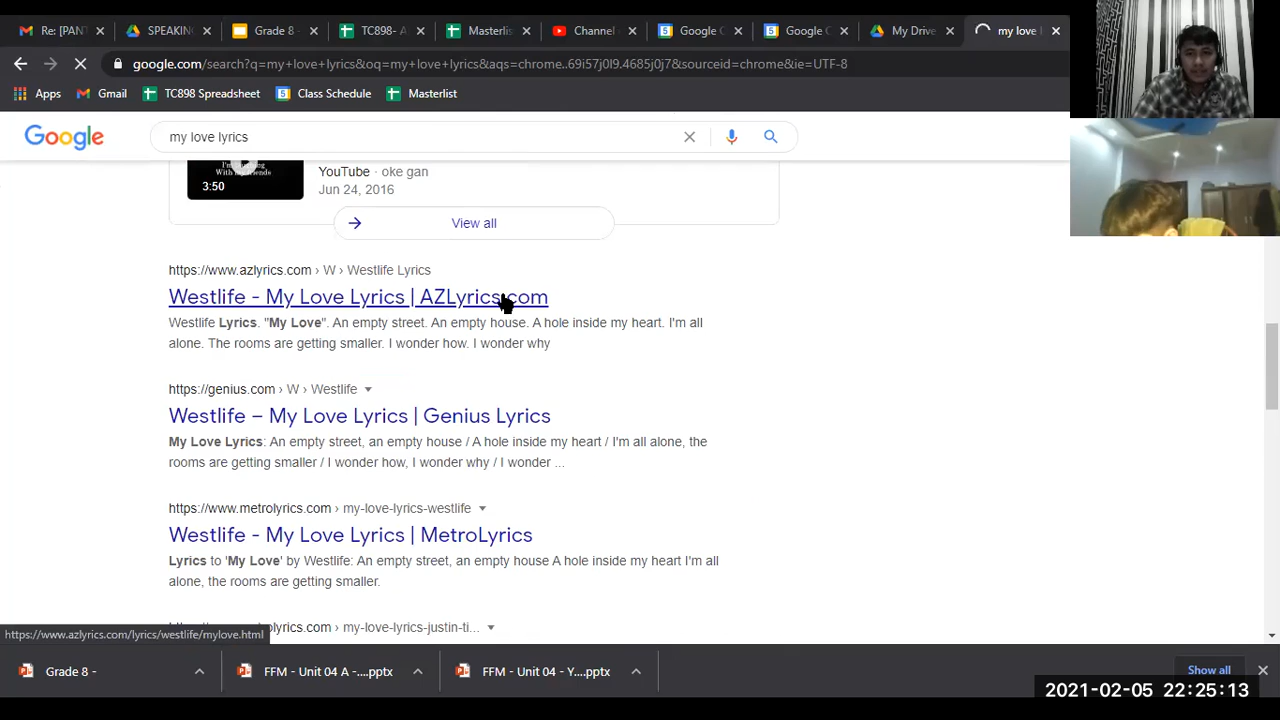 Re: [PAN
SPEAKING
Grade 8 -
TC898- A
Masterlis
Channel
Google C
Google C
My Drive
my love l
google.com/search?q=my+love+lyrics&oq=my+love+lyrics&aqs=chrome..69i57j0l9.4685j0j7&sourceid=chrome&ie=UTF-8
Apps
Gmail
TC898 Spreadsheet
Class Schedule
Masterlist
Google
my love lyrics
With my friends
3:50
YouTube · oke gan
Jun 24, 2016
View all
https://www.azlyrics.com › W › Westlife Lyrics
Westlife - My Love Lyrics | AZLyrics.com
Westlife Lyrics. "My Love". An empty street. An empty house. A hole inside my heart. I'm all
alone. The rooms are getting smaller. I wonder how. I wonder why
https://genius.com › W › Westlife
Westlife – My Love Lyrics | Genius Lyrics
My Love Lyrics: An empty street, an empty house / A hole inside my heart / I'm all alone, the
rooms are getting smaller / I wonder how, I wonder why / I wonder ...
https://www.metrolyrics.com › my-love-lyrics-westlife
Westlife - My Love Lyrics | MetroLyrics
Lyrics to 'My Love' by Westlife: An empty street, an empty house A hole inside my heart I'm all
alone, the rooms are getting smaller.
olyrics.com › my-love-lyrics-justin-ti...
https://www.azlyrics.com/lyrics/westlife/mylove.html
Grade 8 -
FFM - Unit 04 A -....pptx
FFM - Unit 04 - Y....pptx
Show all
2021-02-05 22:25:13